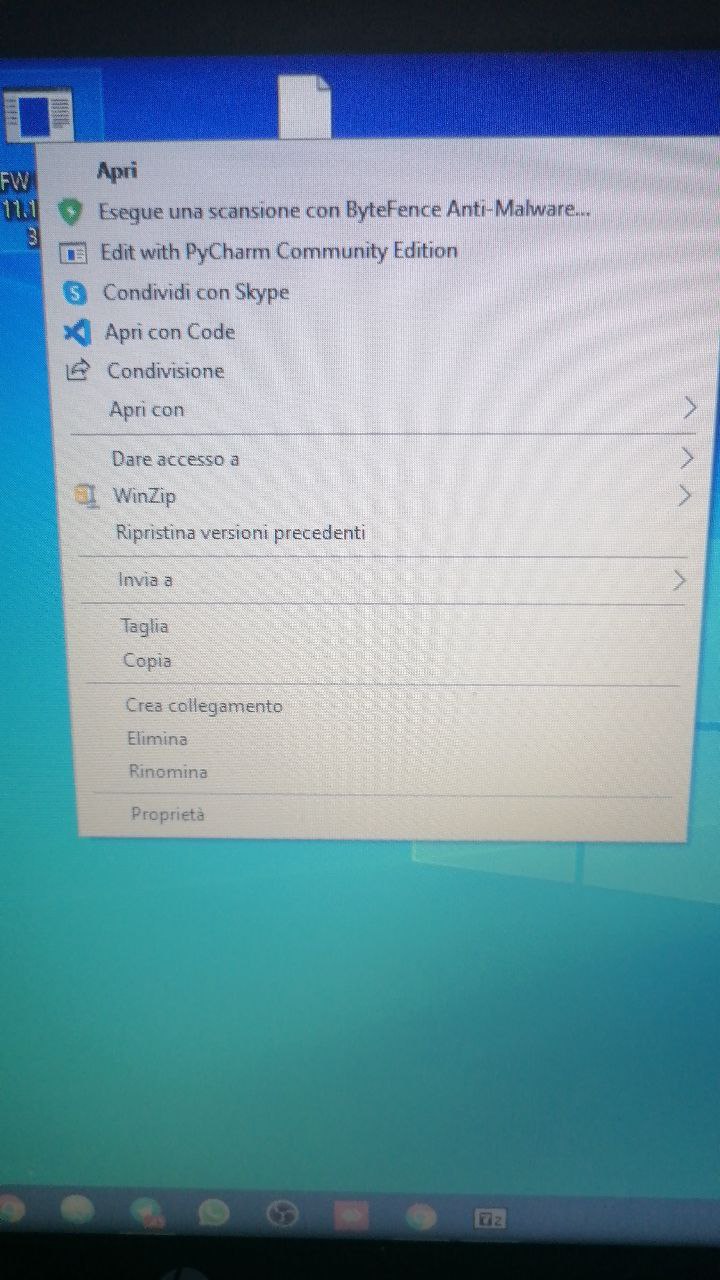 FW
11.1
3
Apri
Esegue una scansione con ByteFence Anti-Malware...
Edit with PyCharm Community Edition
Condividi con Skype
Apri con Code
Condivisione
Apri con
Dare accesso a
WinZip
Ripristina versioni precedenti
Invia a
Taglia
Copia
Crea collegamento
Elimina
Rinomina
Proprietà
7z